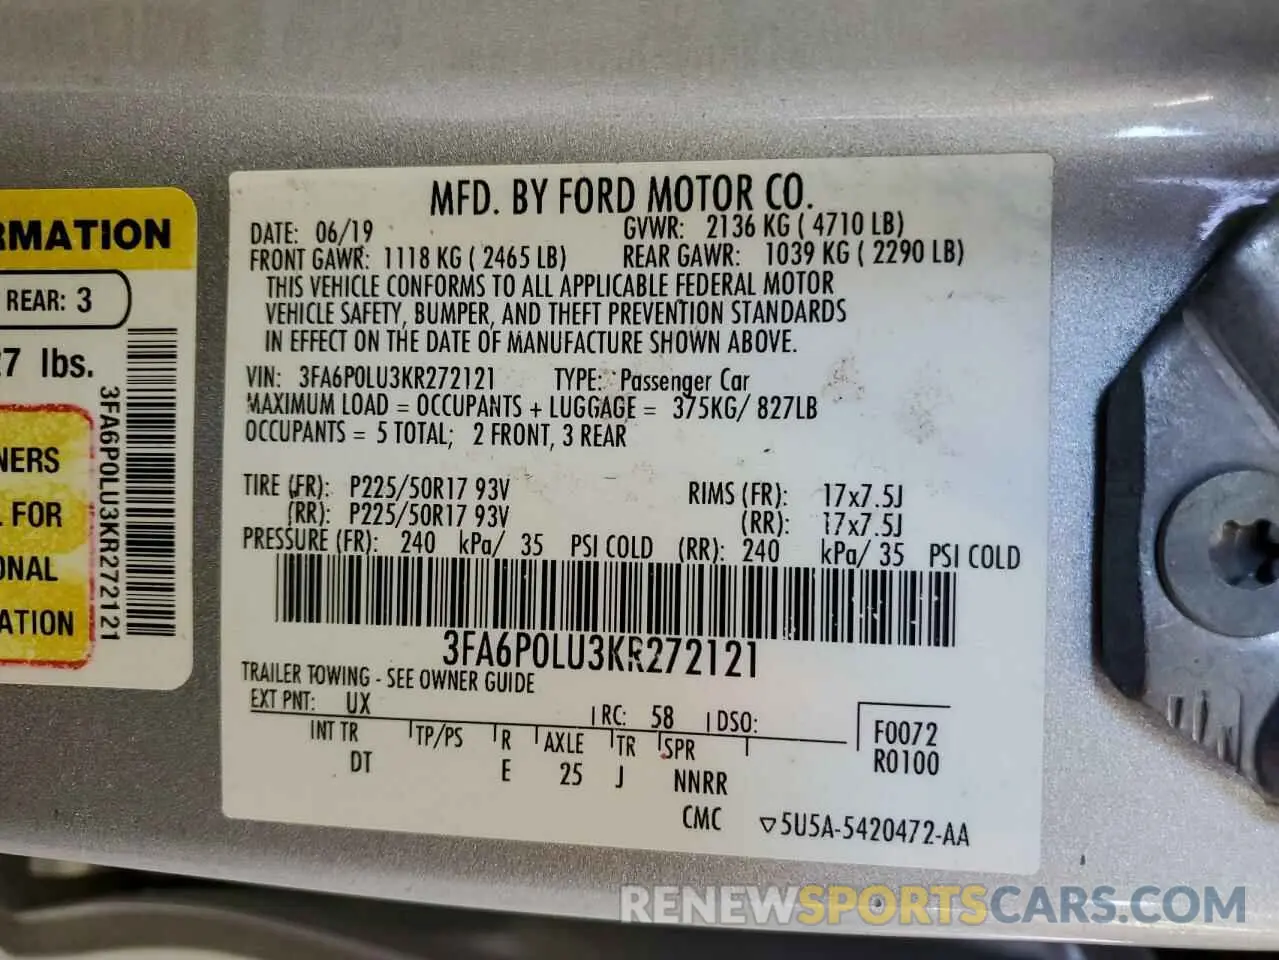 RMATION
REAR: 3
7 lbs.
NERS
FOR
ONAL
ATION
3FA6P0LU3KR272121
MFD. BY FORD MOTOR CO.
DATE: 06/19 GVWR: 2136 KG ( 4710 LB)
FRONT GAWR: 1118 KG ( 2465 LB) REAR GAWR: 1039 KG ( 2290 LB)
THIS VEHICLE CONFORMS TO ALL APPLICABLE FEDERAL MOTOR
VEHICLE SAFETY, BUMPER, AND THEFT PREVENTION STANDARDS
IN EFFECT ON THE DATE OF MANUFACTURE SHOWN ABOVE.
VIN: 3FA6P0LU3KR272121 TYPE: Passenger Car
MAXIMUM LOAD = OCCUPANTS + LUGGAGE = 375KG/ 827LB
OCCUPANTS = 5 TOTAL; 2 FRONT, 3 REAR
TIRE (FR): P225/50R17 93V RIMS (FR): 17x7.5J
(RR): P225/50R17 93V (RR): 17x7.5J
PRESSURE (FR): 240 kPa/ 35 PSI COLD (RR): 240 kPa/ 35 PSI COLD
3FA6P0LU3KR272121
TRAILER TOWING - SEE OWNER GUIDE
EXT PNT: UX RC: 58 DSO:
INT TR TP/PS R AXLE TR SPR F0072
DT E 25 J NNRR R0100
CMC ▽5U5A-5420472-AA
RENEWSPORTSCARS.COM